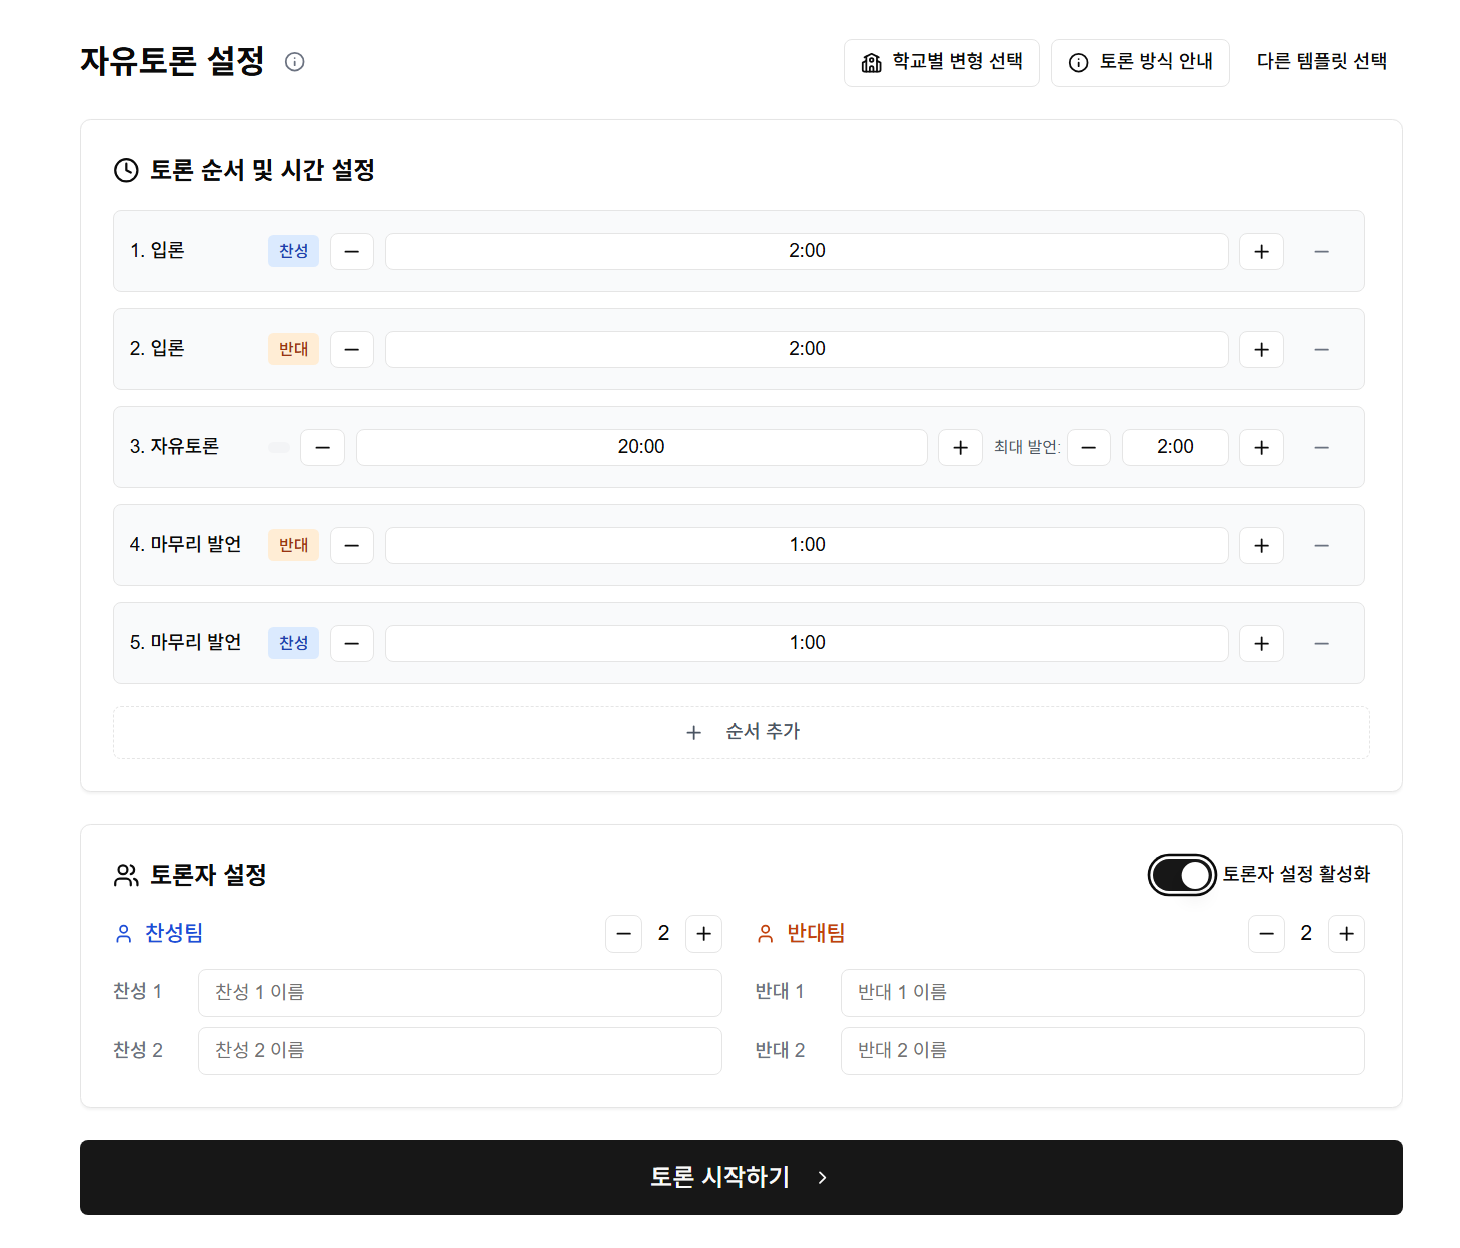 자유토론 설정
학교별 변형 선택
토론 방식 안내
다른 템플릿 선택
토론 순서 및 시간 설정
1. 입론 찬성 2:00
2. 입론 반대 2:00
3. 자유토론 20:00 최대 발언: 2:00
4. 마무리 발언 반대 1:00
5. 마무리 발언 찬성 1:00
순서 추가
토론자 설정
토론자 설정 활성화
찬성팀 2
찬성 1 찬성 1 이름
찬성 2 찬성 2 이름
반대팀 2
반대 1 반대 1 이름
반대 2 반대 2 이름
토론 시작하기